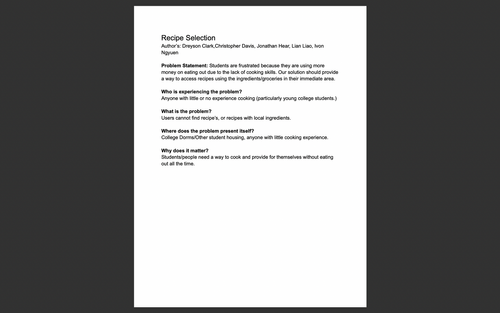 Recipe Selection
Author's: Dreyson Clark,Christopher Davis, Jonathan Hear, Lian Liao, Ivon
Ngyuen
Problem Statement: Students are frustrated because they are using more
money on eating out due to the lack of cooking skills. Our solution should provide
a way to access recipes using the ingredients/groceries in their immediate area.
Who is experiencing the problem?
Anyone with little or no experience cooking (particularly young college students.)
What is the problem?
Users cannot find recipe's, or recipes with local ingredients.
Where does the problem present itself?
College Dorms/Other student housing, anyone with little cooking experience.
Why does it matter?
Students/people need a way to cook and provide for themselves without eating
out all the time.